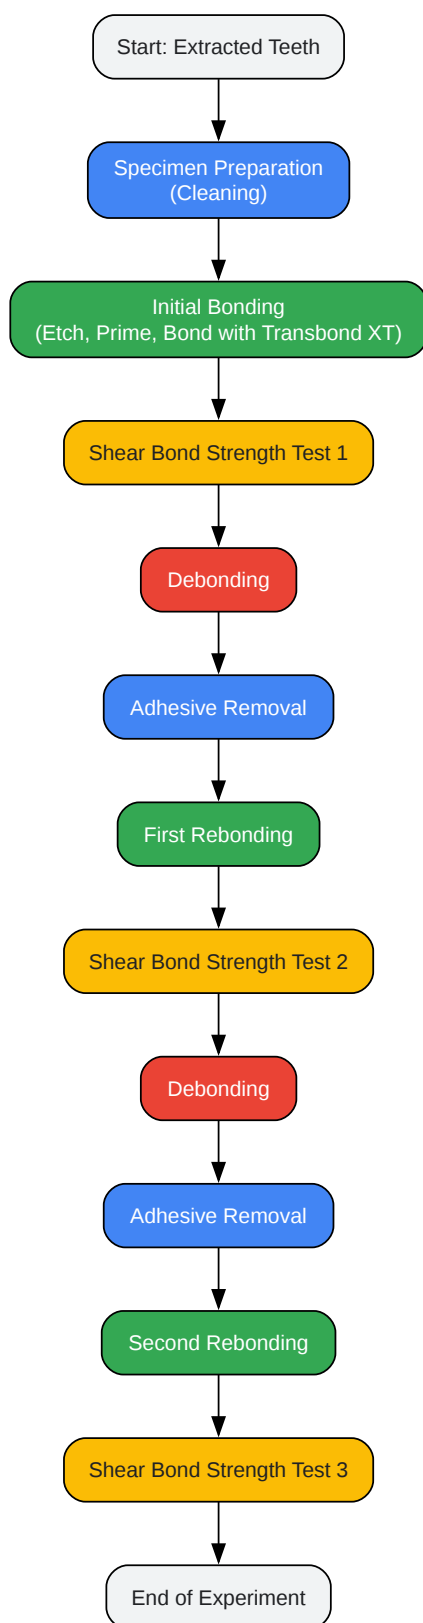 Start: Extracted Teeth
Specimen Preparation
(Cleaning)
Initial Bonding
(Etch, Prime, Bond with Transbond XT)
Shear Bond Strength Test 1
Debonding
Adhesive Removal
First Rebonding
Shear Bond Strength Test 2
Debonding
Adhesive Removal
Second Rebonding
Shear Bond Strength Test 3
End of Experiment